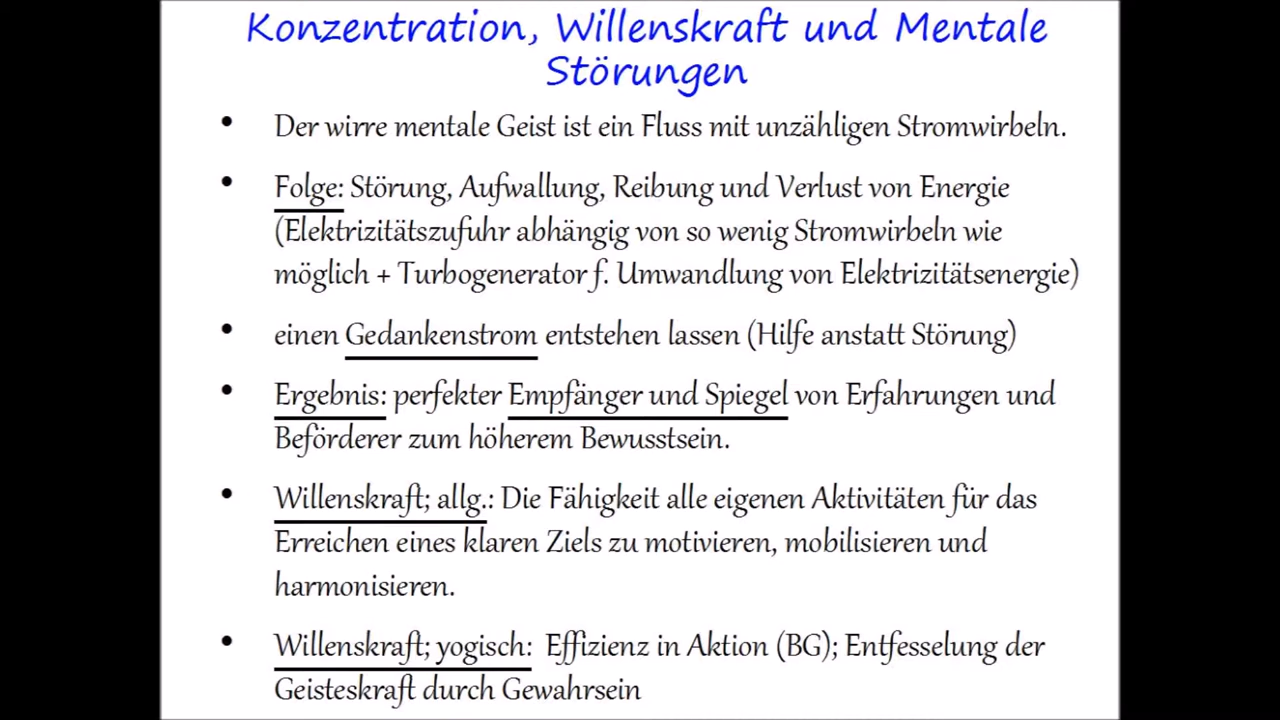 Konzentration, Willenskraft und Mentale
Störungen
• Der wirre mentale Geist ist ein Fluss mit unzähligen Stromwirbeln.
• Folge: Störung, Aufwallung, Reibung und Verlust von Energie
(Elektrizitätszufuhr abhängig von so wenig Stromwirbeln wie
möglich + Turbogenerator f. Umwandlung von Elektrizitätsenergie)
• einen Gedankenstrom entstehen lassen (Hilfe anstatt Störung)
• Ergebnis: perfekter Empfänger und Spiegel von Erfahrungen und
Beförderer zum höherem Bewusstsein.
• Willenskraft; allg.: Die Fähigkeit alle eigenen Aktivitäten für das
Erreichen eines klaren Ziels zu motivieren, mobilisieren und
harmonisieren.
• Willenskraft; yogisch: Effizienz in Aktion (BG); Entfesselung der
Geisteskraft durch Gewahrsein